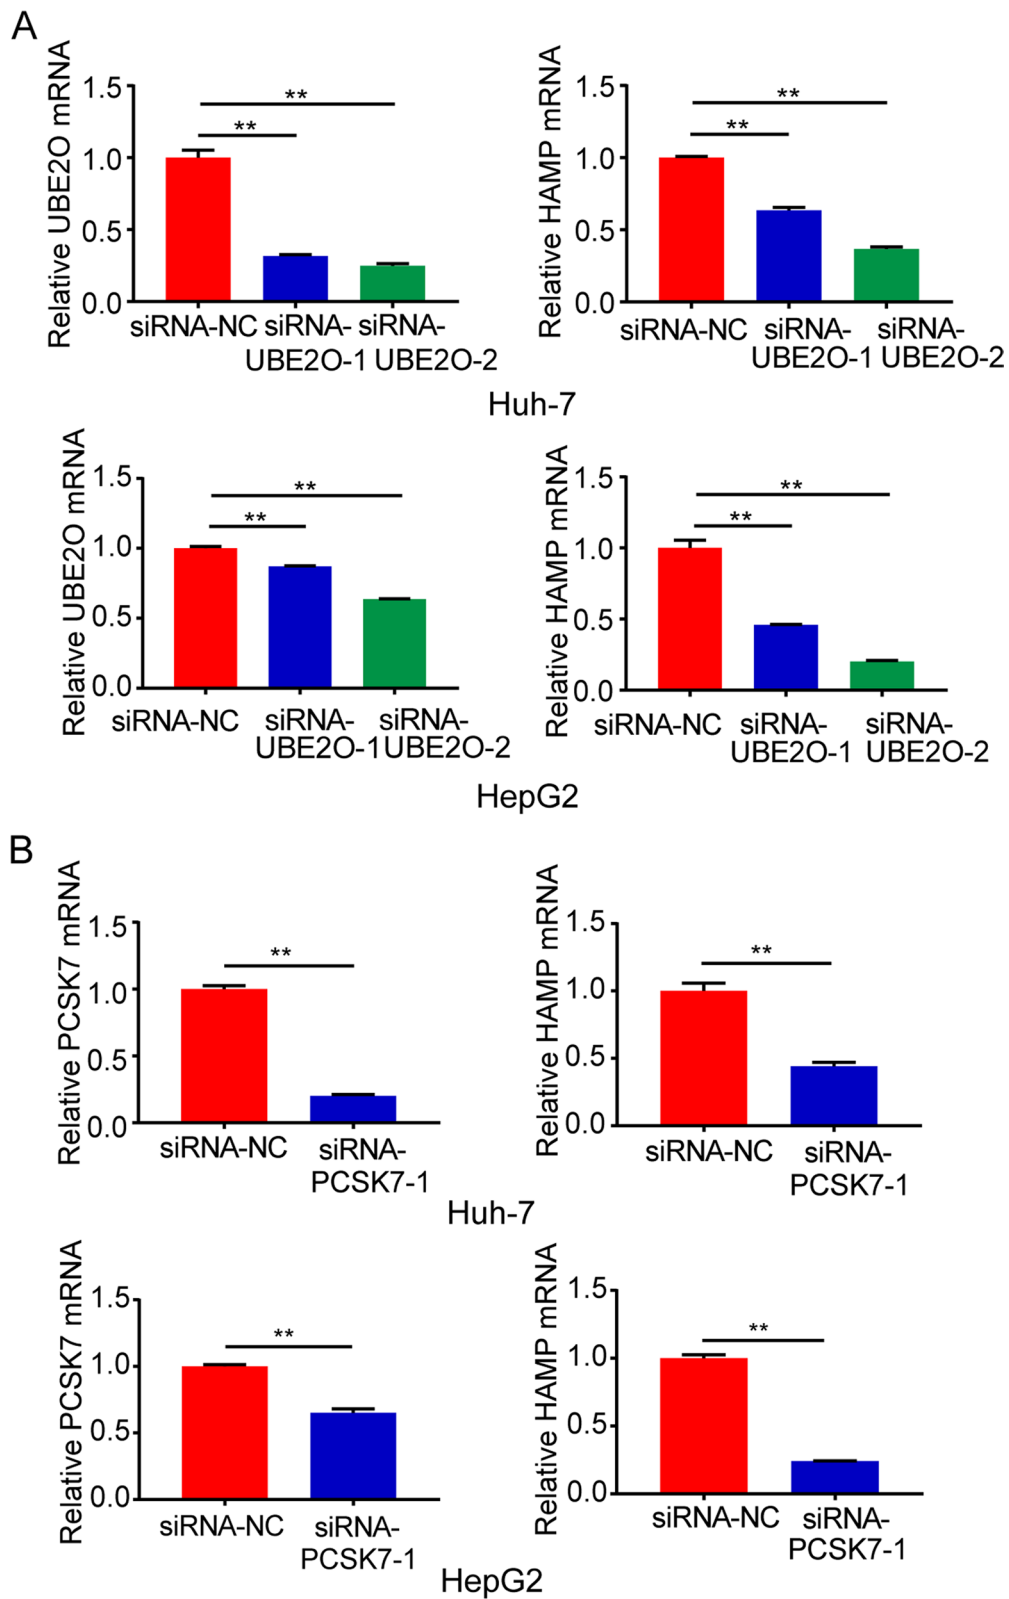 A
Relative UBE2O mRNA
1.5
1.0
0.5
0.0
**
**
siRNA-NC siRNA- siRNA-
UBE2O-1 UBE2O-2
Relative HAMP mRNA
1.5
1.0
0.5
0.0
**
**
siRNA-NC siRNA- siRNA-
UBE2O-1 UBE2O-2
Huh-7
Relative UBE2O mRNA
1.5
1.0
0.5
0.0
**
**
siRNA-NC siRNA- siRNA-
UBE2O-1 UBE2O-2
Relative HAMP mRNA
1.5
1.0
0.5
0.0
**
**
siRNA-NC siRNA- siRNA-
UBE2O-1 UBE2O-2
HepG2
B
Relative PCSK7 mRNA
1.5
1.0
0.5
0.0
**
siRNA-NC siRNA-
PCSK7-1
Relative HAMP mRNA
1.5
1.0
0.5
0.0
**
siRNA-NC siRNA-
PCSK7-1
Huh-7
Relative PCSK7 mRNA
1.5
1.0
0.5
0.0
**
siRNA-NC siRNA-
PCSK7-1
Relative HAMP mRNA
1.5
1.0
0.5
0.0
**
siRNA-NC siRNA-
PCSK7-1
HepG2